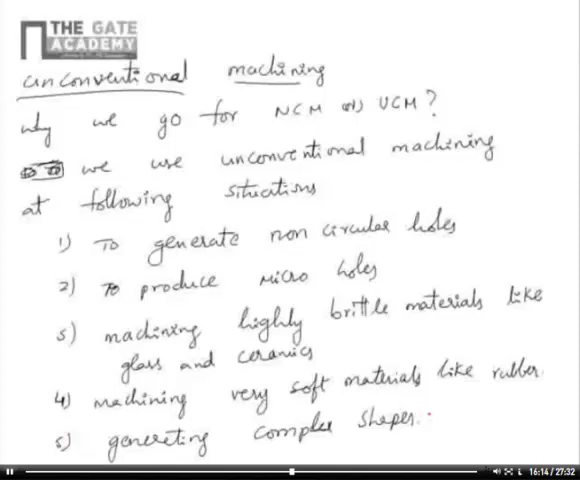 THE GATE
ACADEMY
unconventional machining
why we go for NCM (or) UCM?
we use unconventional machining
at following situations
1) To generate non circular holes
2) To produce micro holes
3) machining highly brittle materials like
glass and ceramics
4) machining very soft materials like rubber
5) generating complex shapes.
16:14/27:32